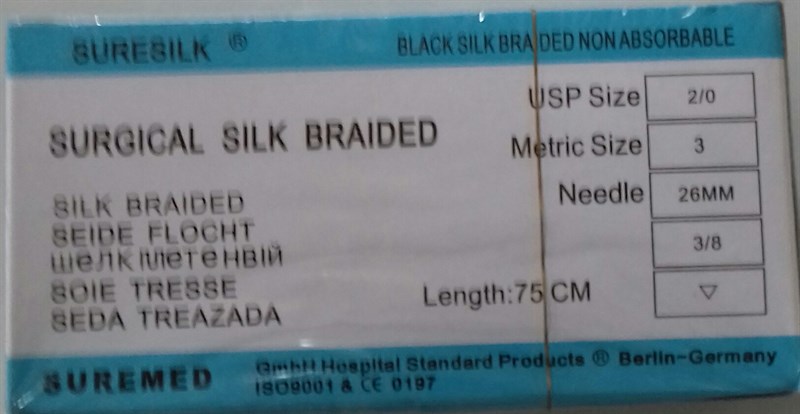 SURESILK ®
BLACK SILK BRAIDED NON ABSORBABLE
SURGICAL SILK BRAIDED
USP Size 2/0
Metric Size 3
Needle 26MM
3/8
▽
SILK BRAIDED
SEIDE FLOCHT
шелкплетеНВIЙ
SOIE TRESSE
SEDA TREAZADA
Length:75 CM
SUREMED
GmbH Hospital Standard Products ® Berlin-Germany
ISO9001 & CE 0197